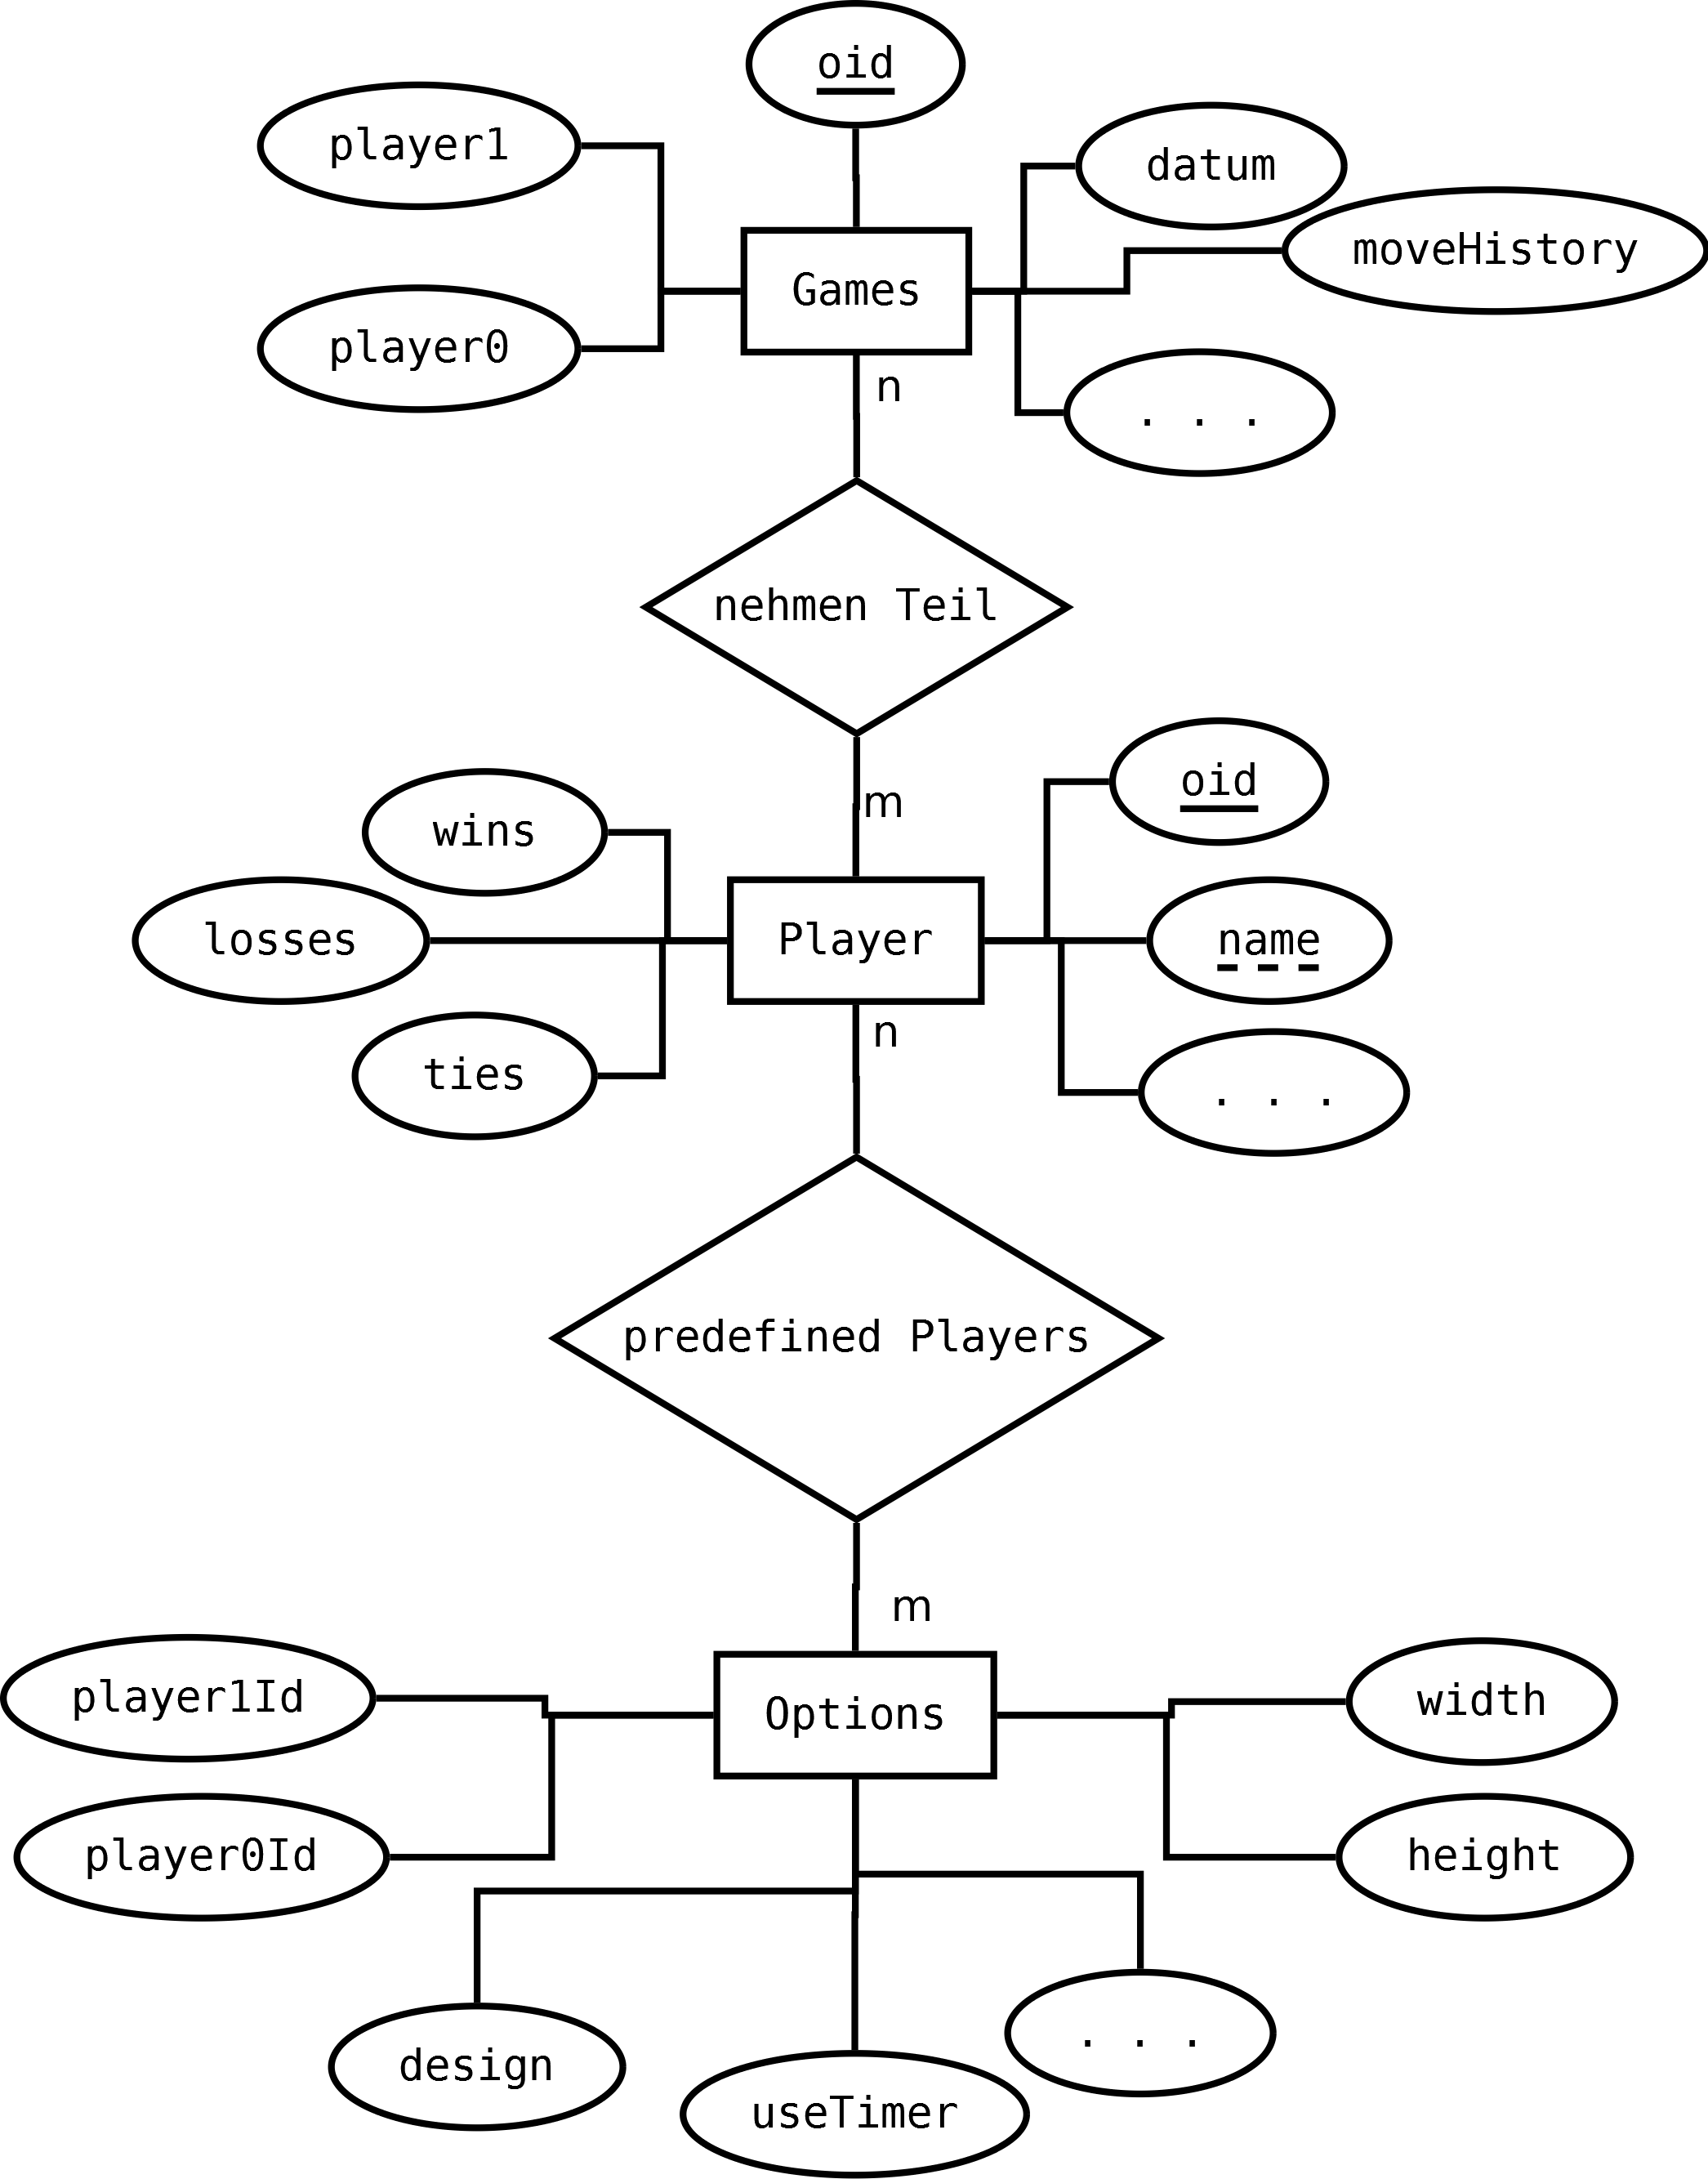 oid
player1
datum
moveHistory
Games
player0
n
. . .
nehmen Teil
oid
m
wins
name
losses
Player
n
ties
. . .
predefined Players
m
player1Id
Options
width
player0Id
height
. . .
design
useTimer